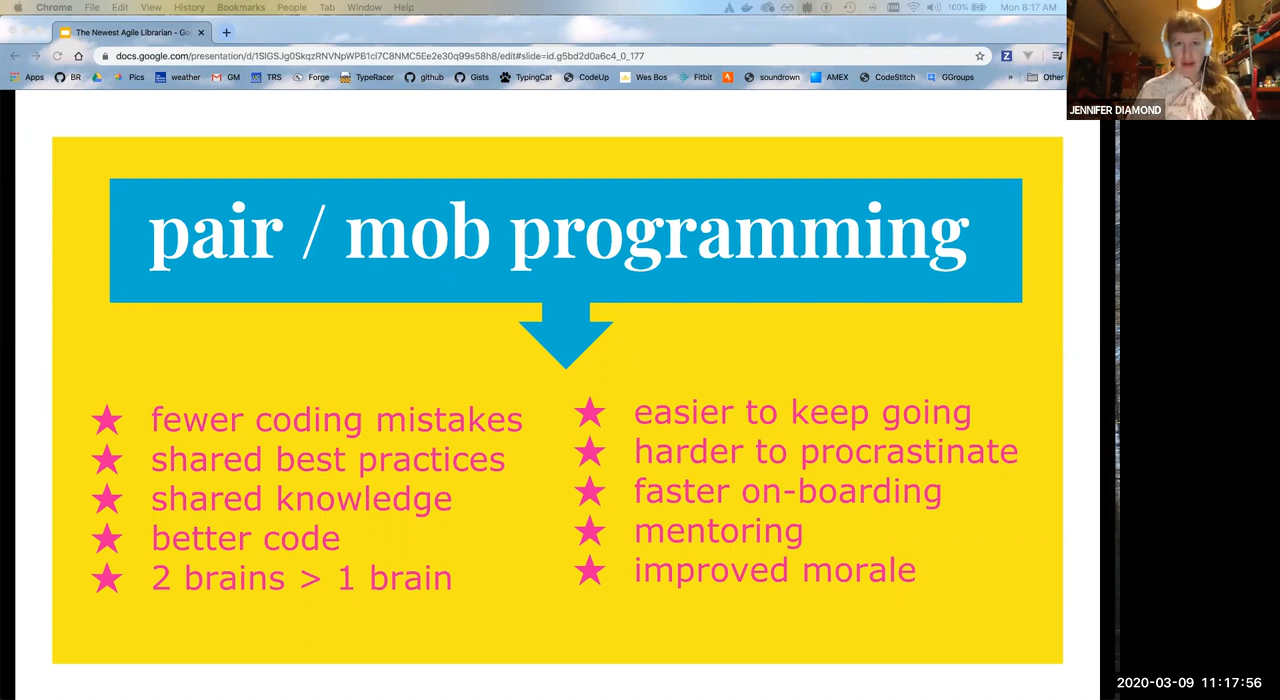 Chrome File Edit View History Bookmarks People Tab Window Help 100% Mon 8:17 AM
The Newest Agile Librarian - Go
docs.google.com/presentation/d/1SlGSJg0SkqzRNVNpWPB1cl7C8NMC5Ee2e30q99s58h8/edit#slide=id.g5bd2d0a6c4_0_177
Apps BR Pics weather GM TRS Forge TypeRacer github Gists TypingCat CodeUp Wes Bos Fitbit soundrown AMEX CodeStitch GGroups » Other
JENNIFER DIAMOND
pair / mob programming
fewer coding mistakes
shared best practices
shared knowledge
better code
2 brains > 1 brain
easier to keep going
harder to procrastinate
faster on-boarding
mentoring
improved morale
2020-03-09 11:17:56